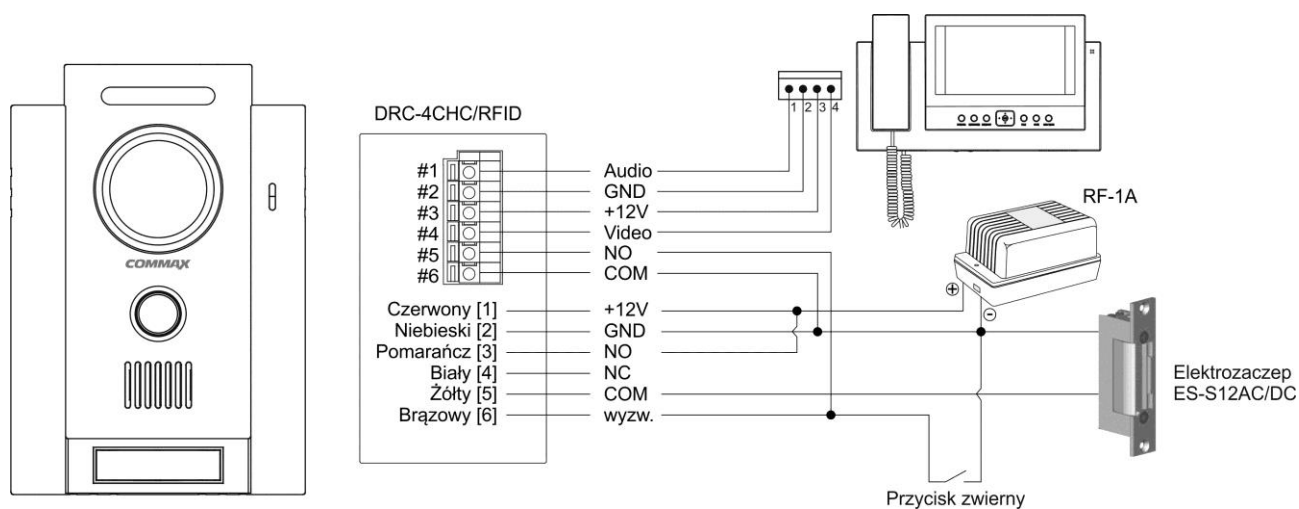 COMMAX
DRC-4CHC/RFID
#1 Audio
#2 GND
#3 +12V
#4 Video
#5 NO
#6 COM
Czerwony [1] +12V
Niebieski [2] GND
Pomarańcz [3] NO
Biały [4] NC
Żółty [5] COM
Brązowy [6] wyzw.
1 2 3 4
RF-1A
+
−
Elektrozaczep
ES-S12AC/DC
Przycisk zwierny